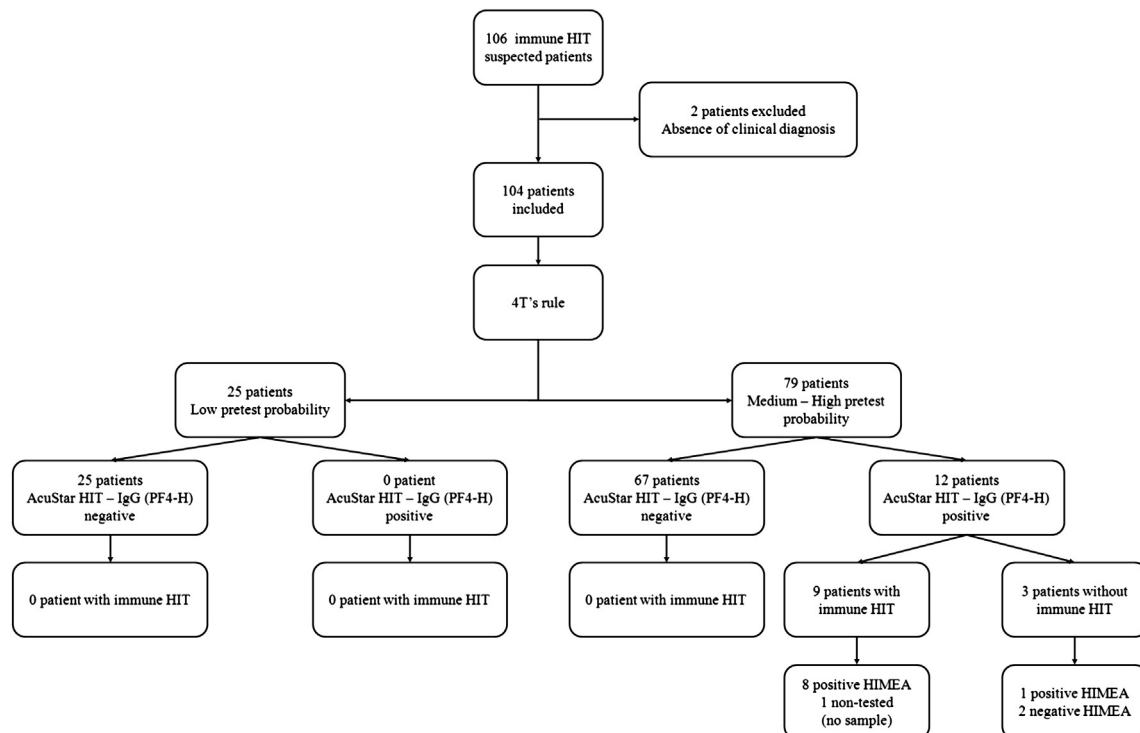 106 immune HIT
suspected patients
2 patients excluded
Absence of clinical diagnosis
104 patients
included
4T's rule
25 patients
Low pretest probability
79 patients
Medium – High pretest
probability
25 patients
AcuStar HIT – IgG (PF4-H)
negative
0 patient
AcuStar HIT – IgG (PF4-H)
positive
67 patients
AcuStar HIT – IgG (PF4-H)
negative
12 patients
AcuStar HIT – IgG (PF4-H)
positive
0 patient with immune HIT
0 patient with immune HIT
0 patient with immune HIT
9 patients with
immune HIT
3 patients without
immune HIT
8 positive HIMEA
1 non-tested
(no sample)
1 positive HIMEA
2 negative HIMEA